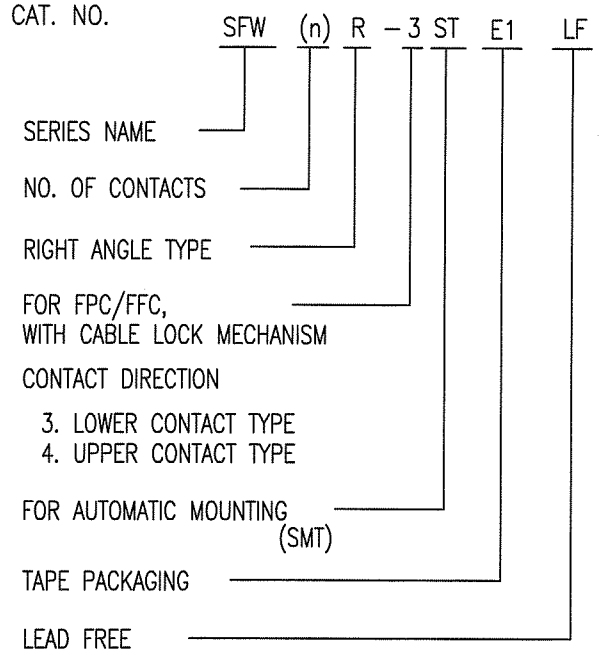 CAT. NO.
SFW (n) R - 3 ST E1 LF
SERIES NAME
NO. OF CONTACTS
RIGHT ANGLE TYPE
FOR FPC/FFC,
WITH CABLE LOCK MECHANISM
CONTACT DIRECTION
3. LOWER CONTACT TYPE
4. UPPER CONTACT TYPE
FOR AUTOMATIC MOUNTING
(SMT)
TAPE PACKAGING
LEAD FREE